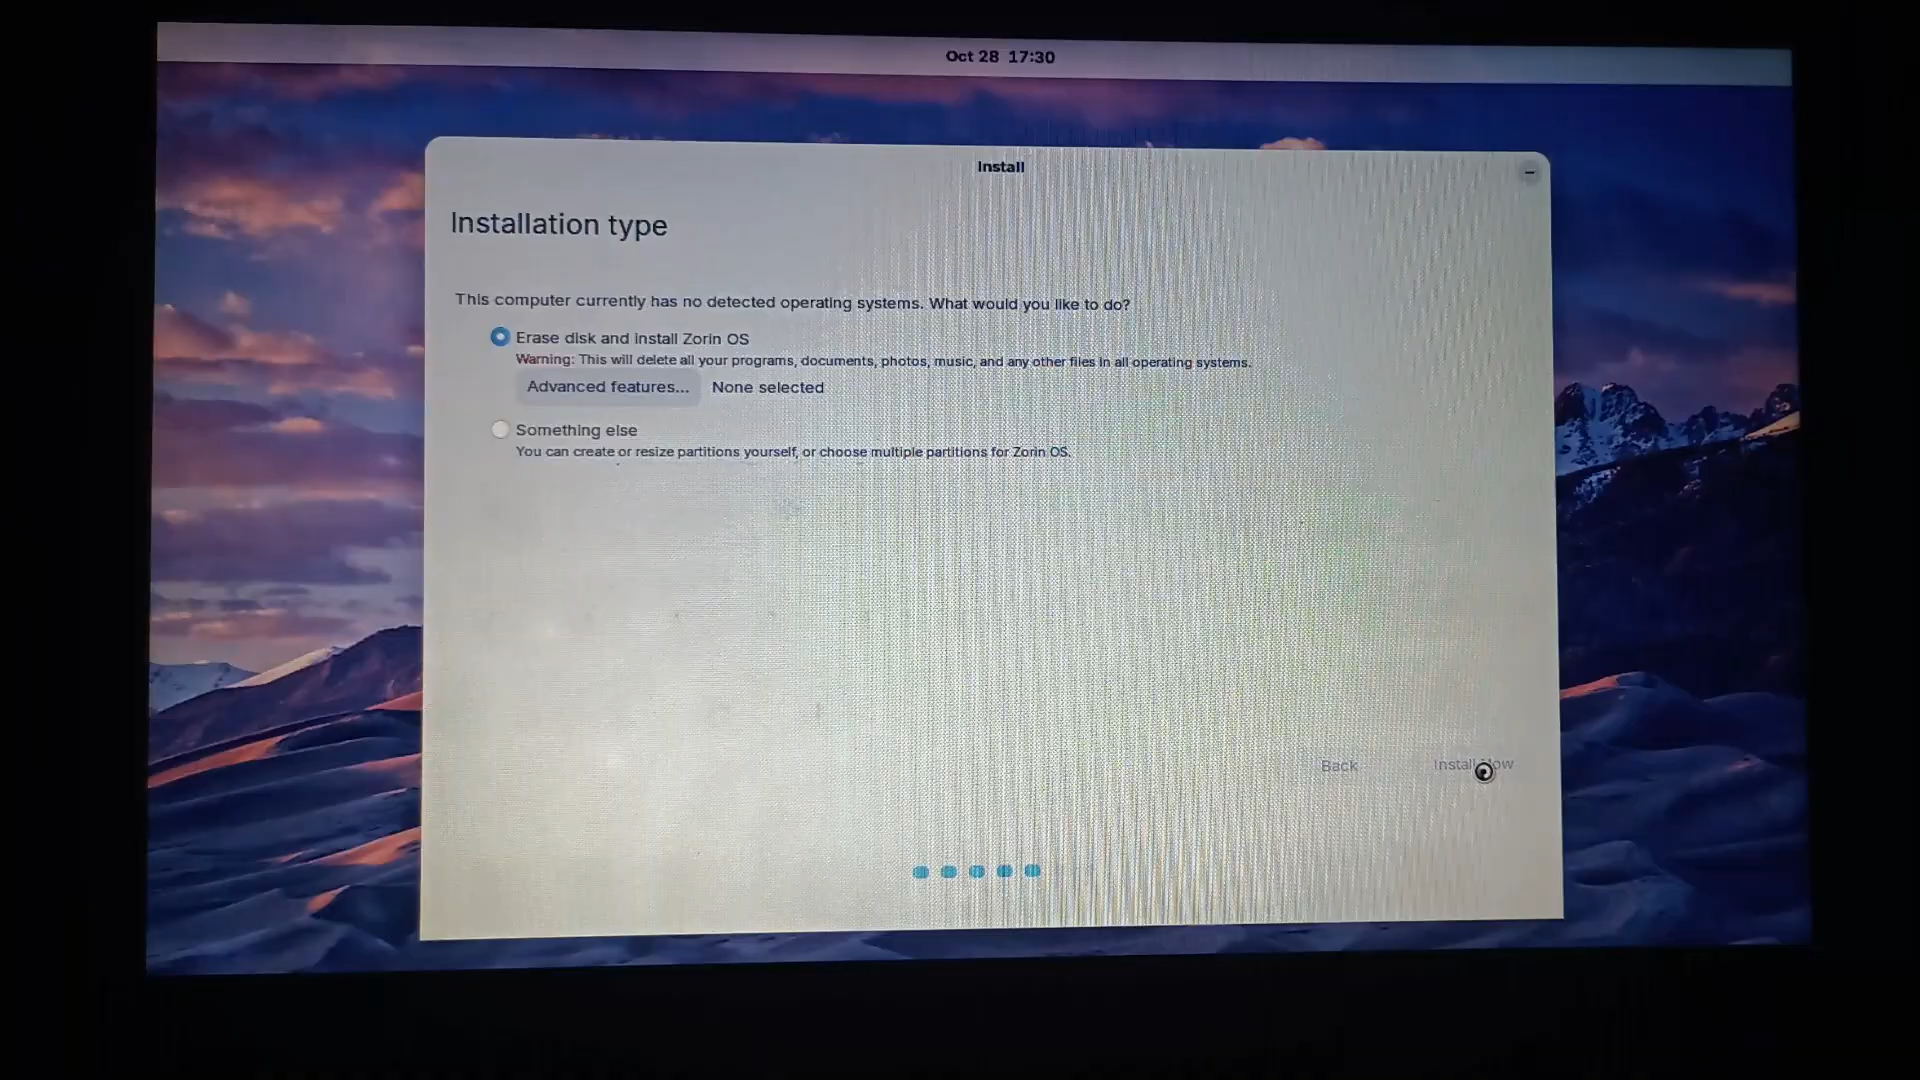 Oct 28 17:30
Install
Installation type
This computer currently has no detected operating systems. What would you like to do?
Erase disk and install Zorin OS
Warning: This will delete all your programs, documents, photos, music, and any other files in all operating systems.
Advanced features... None selected
Something else
You can create or resize partitions yourself, or choose multiple partitions for Zorin OS.
Back Install Now